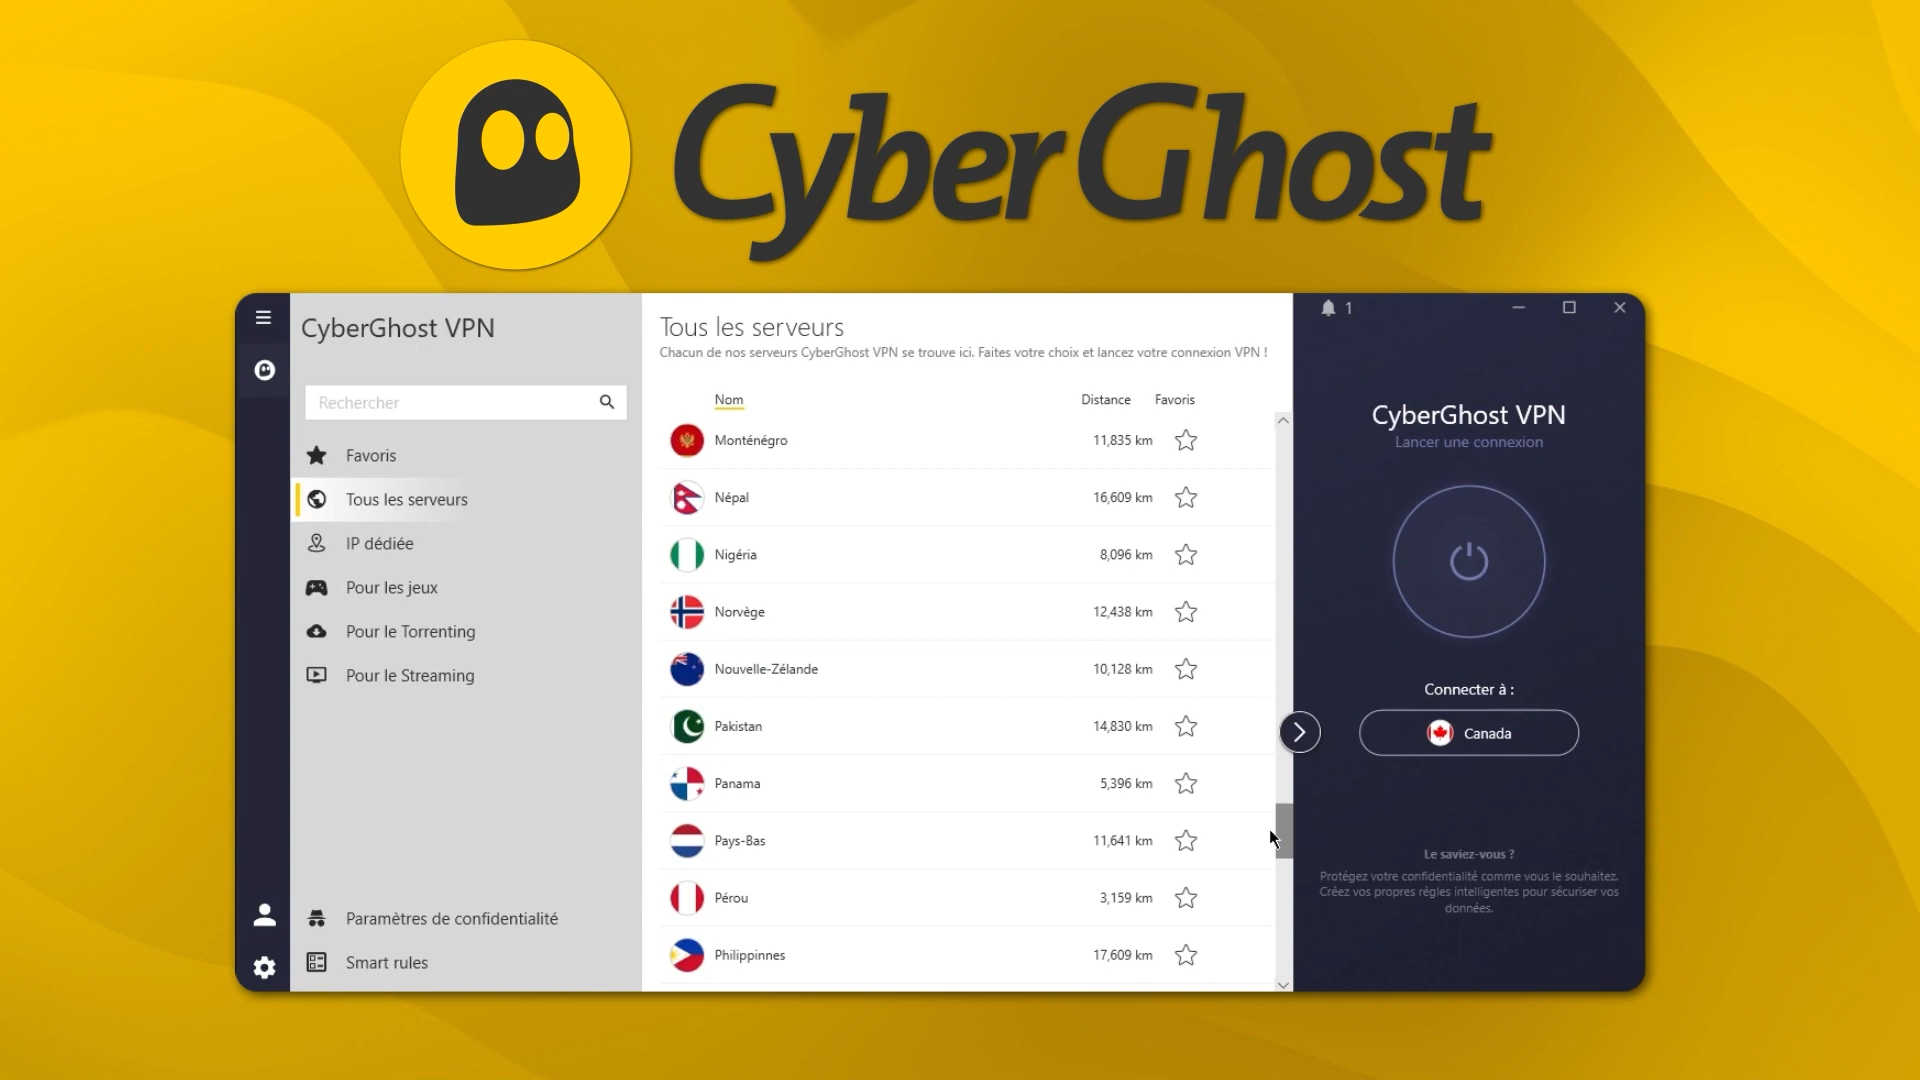 CyberGhost
CyberGhost VPN
Rechercher
Favoris
Tous les serveurs
IP dédiée
Pour les jeux
Pour le Torrenting
Pour le Streaming
Paramètres de confidentialité
Smart rules
Tous les serveurs
Chacun de nos serveurs CyberGhost VPN se trouve ici. Faites votre choix et lancez votre connexion VPN !
Nom Distance Favoris
Monténégro 11,835 km
Népal 16,609 km
Nigéria 8,096 km
Norvège 12,438 km
Nouvelle-Zélande 10,128 km
Pakistan 14,830 km
Panama 5,396 km
Pays-Bas 11,641 km
Pérou 3,159 km
Philippinnes 17,609 km
1
CyberGhost VPN
Lancer une connexion
Connecter à :
Canada
Le saviez-vous ?
Protégez votre confidentialité comme vous le souhaitez.
Créez vos propres règles intelligentes pour sécuriser vos
données.